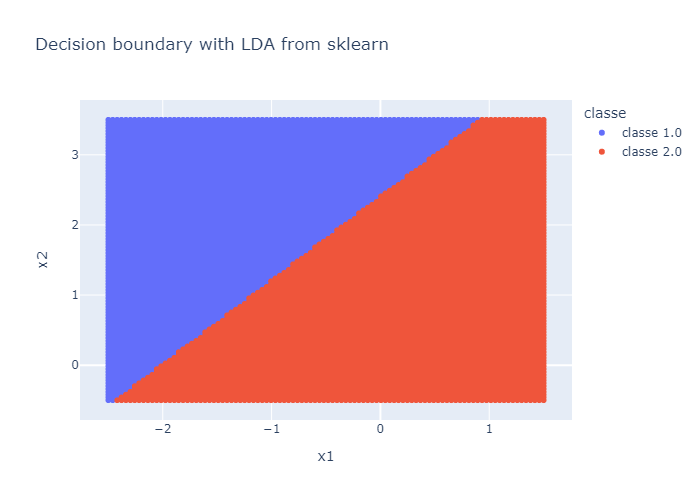 Decision boundary with LDA from sklearn
classe
classe 1.0
classe 2.0
3
2
1
0
x2
−2
−1
0
1
x1